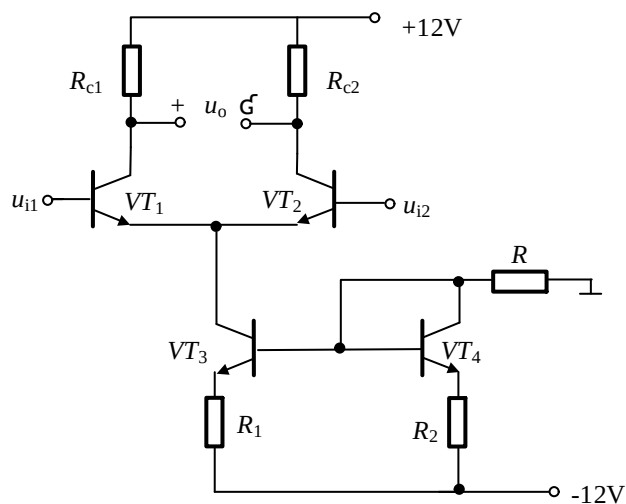 +12V
Rc1
Rc2
+
uo
ui1
VT1
VT2
ui2
R
VT3
VT4
R1
R2
-12V